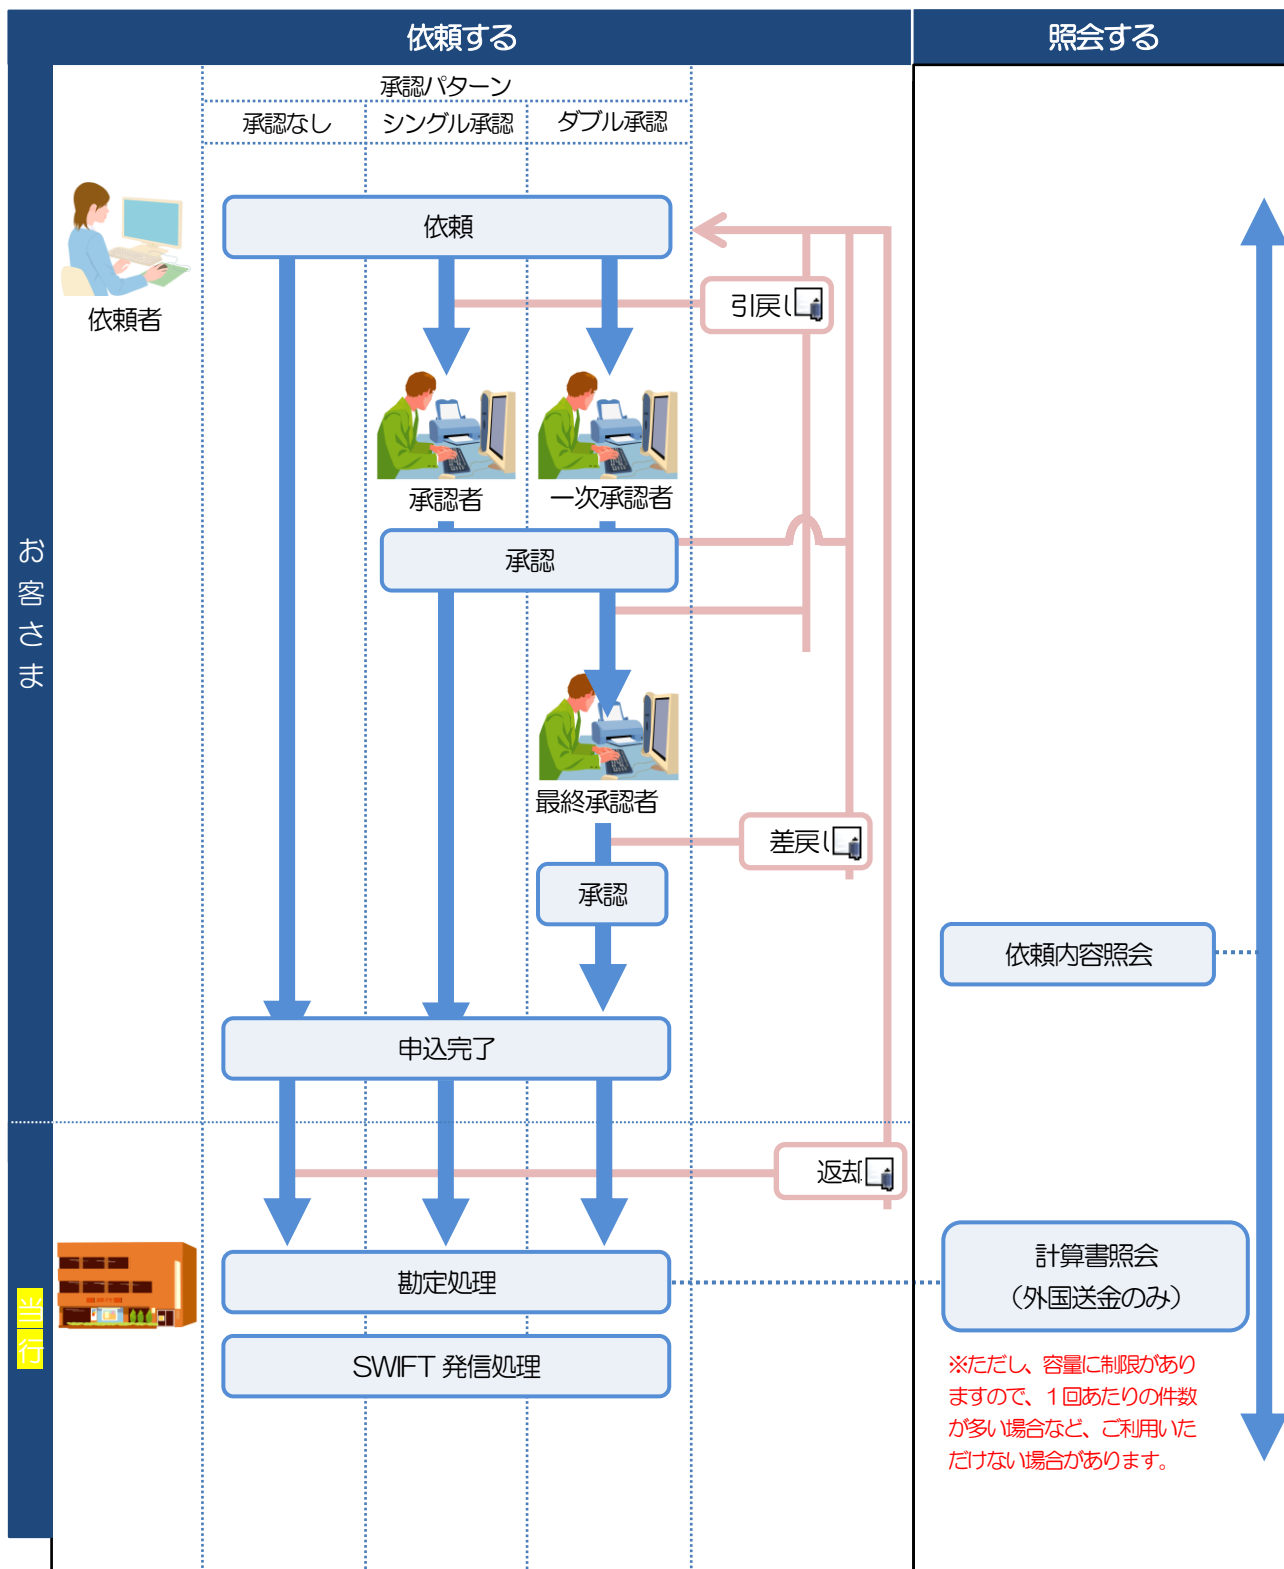 依頼する
照会する
承認パターン
承認なし
シングル承認
ダブル承認
依頼
依頼者
引戻し
承認者
一次承認者
承認
お客さま
最終承認者
差戻し
承認
依頼内容照会
申込完了
返却
当行
勘定処理
計算書照会
（外国送金のみ）
SWIFT 発信処理
※ただし、容量に制限があり
ますので、１回あたりの件数
が多い場合など、ご利用いた
だけない場合があります。